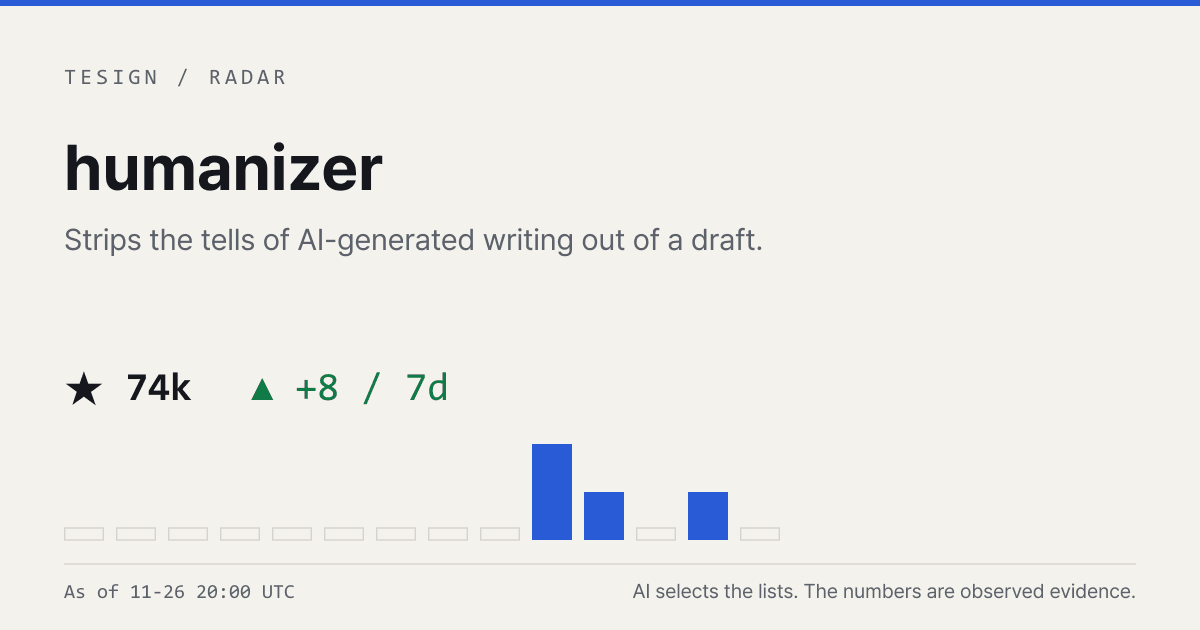 TESIGN / RADAR
humanizer
Strips the tells of AI-generated writing out of a draft.
★ 74k ▲ +8 / 7d
As of 11-26 20:00 UTC
AI selects the lists. The numbers are observed evidence.